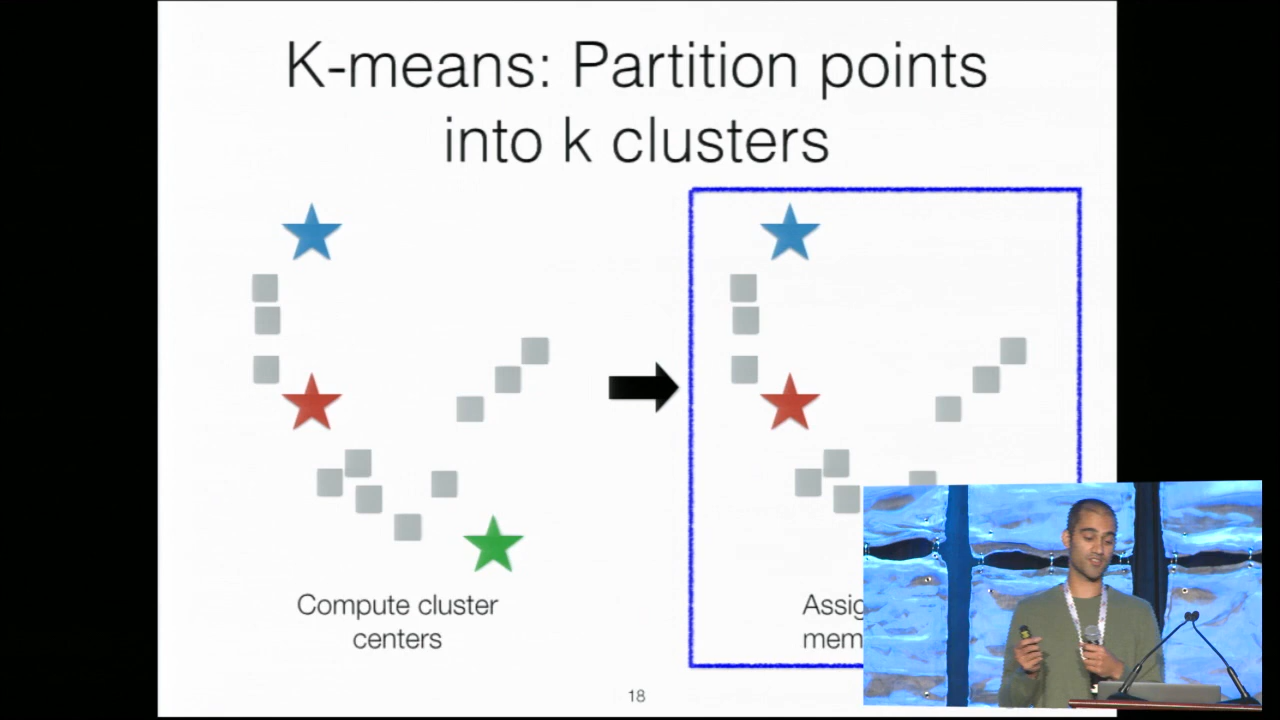 K-means: Partition points
into k clusters
Compute cluster
centers
18